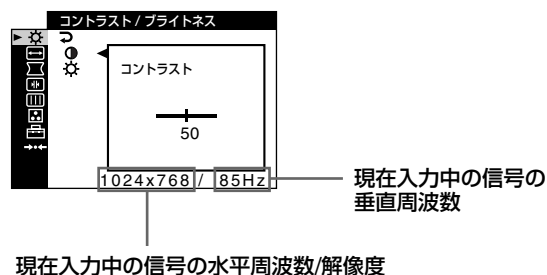 コントラスト / ブライトネス
コントラスト
50
1024x768 / 85Hz
現在入力中の信号の
垂直周波数
現在入力中の信号の水平周波数/解像度